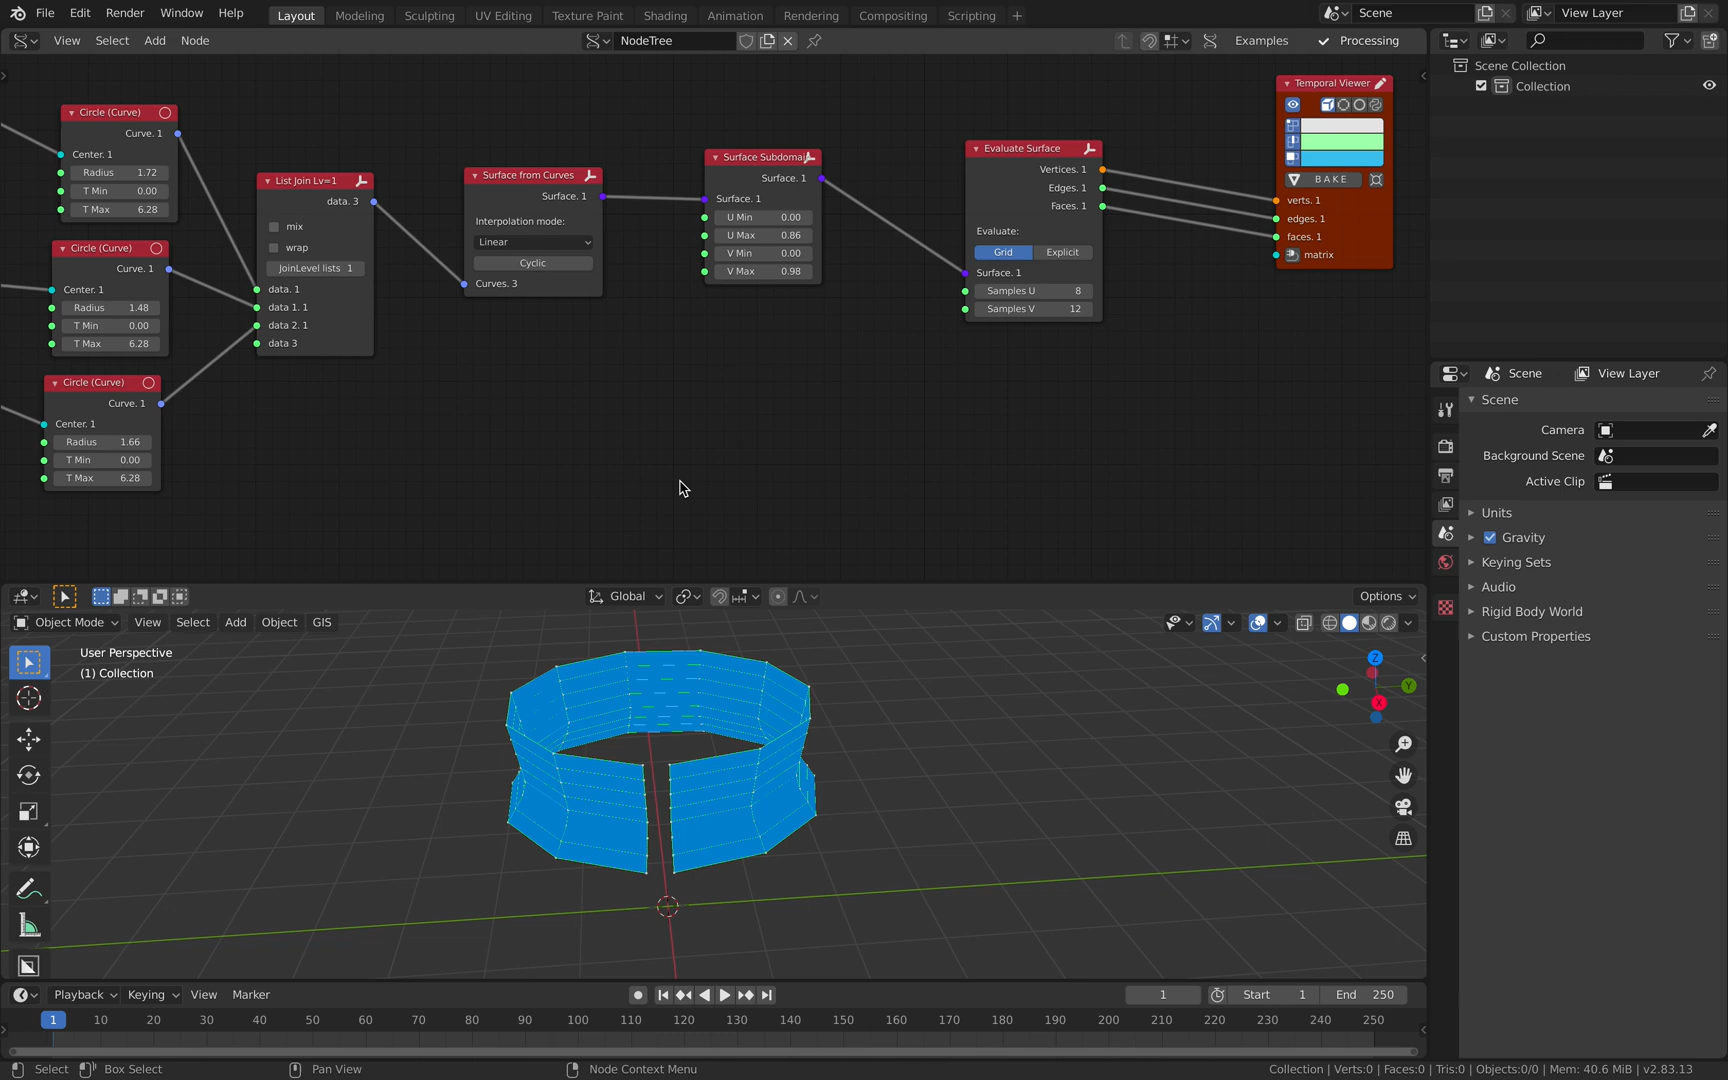 File Edit Render Window Help Layout Modeling Sculpting UV Editing Texture Paint Shading Animation Rendering Compositing Scripting + Scene View Layer
View Select Add Node NodeTree Examples Processing
Scene Collection
Collection
Temporal Viewer
BAKE
verts. 1
edges. 1
faces. 1
matrix
Circle (Curve)
Curve. 1
Center. 1
Radius 1.72
T Min 0.00
T Max 6.28
Circle (Curve)
Curve. 1
Center. 1
Radius 1.48
T Min 0.00
T Max 6.28
Circle (Curve)
Curve. 1
Center. 1
Radius 1.66
T Min 0.00
T Max 6.28
List Join Lv=1
data. 3
mix
wrap
JoinLevel lists 1
data. 1
data 1. 1
data 2. 1
data 3
Surface from Curves
Surface. 1
Interpolation mode:
Linear
Cyclic
Curves. 3
Surface Subdomai
Surface. 1
Surface. 1
U Min 0.00
U Max 0.86
V Min 0.00
V Max 0.98
Evaluate Surface
Vertices. 1
Edges. 1
Faces. 1
Evaluate:
Grid Explicit
Surface. 1
Samples U 8
Samples V 12
Scene View Layer
Scene
Camera
Background Scene
Active Clip
Units
Gravity
Keying Sets
Audio
Rigid Body World
Custom Properties
Global Options
Object Mode View Select Add Object GIS
User Perspective
(1) Collection
Z
Y
X
Playback Keying View Marker 1 Start 1 End 250
1 10 20 30 40 50 60 70 80 90 100 110 120 130 140 150 160 170 180 190 200 210 220 230 240 250
Select Box Select Pan View Node Context Menu Collection | Verts:0 | Faces:0 | Tris:0 | Objects:0/0 | Mem: 40.6 MiB | v2.83.13